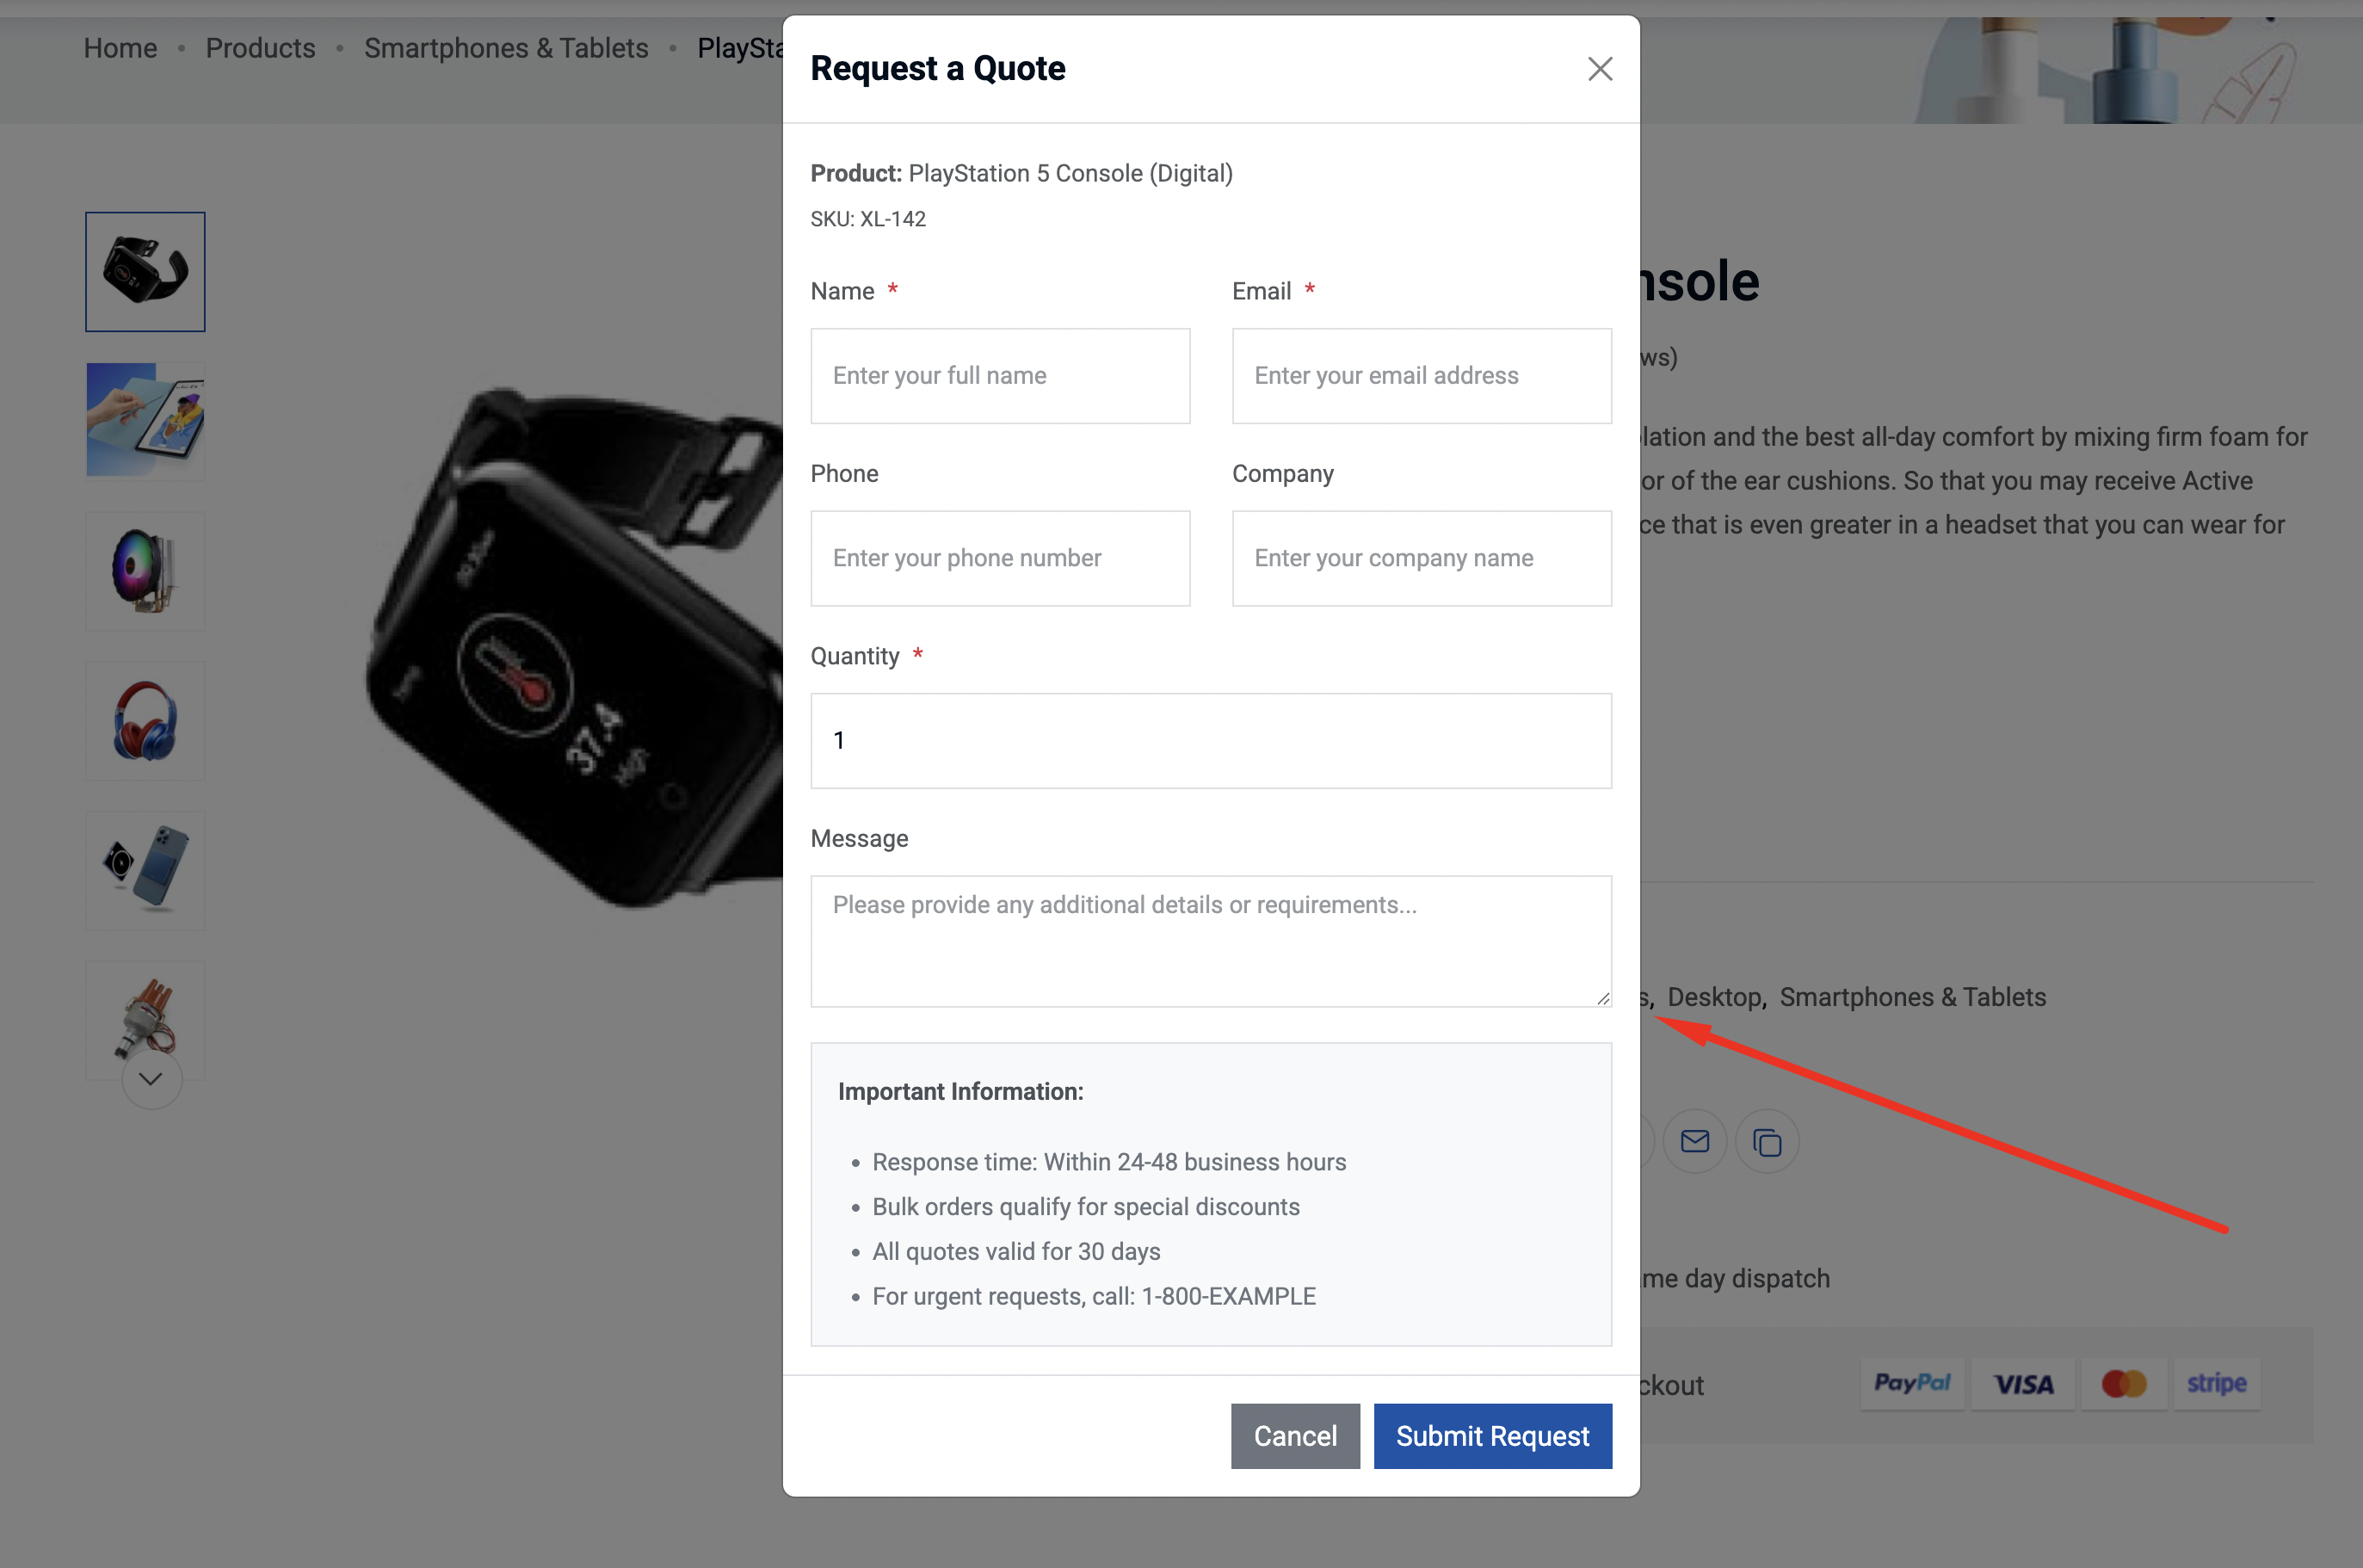 Home • Products • Smartphones & Tablets •
Request a Quote
Product: PlayStation 5 Console (Digital)
SKU: XL-142
Name *
Email *
Enter your full name
Enter your email address
ws)
and the best all-day comfort by mixing firm foam for
Phone
Company
or of the ear cushions. So that you may receive Active
Enter your phone number
Enter your company name
that is even greater in a headset that you can wear for
Quantity *
1
37.4
Message
Please provide any additional details or requirements...
s, Desktop, Smartphones & Tablets
Important Information:
• Response time: Within 24-48 business hours
• Bulk orders qualify for special discounts
• All quotes valid for 30 days
• For urgent requests, call: 1-800-EXAMPLE
day dispatch
PayPal VISA stripe
Cancel
Submit Request